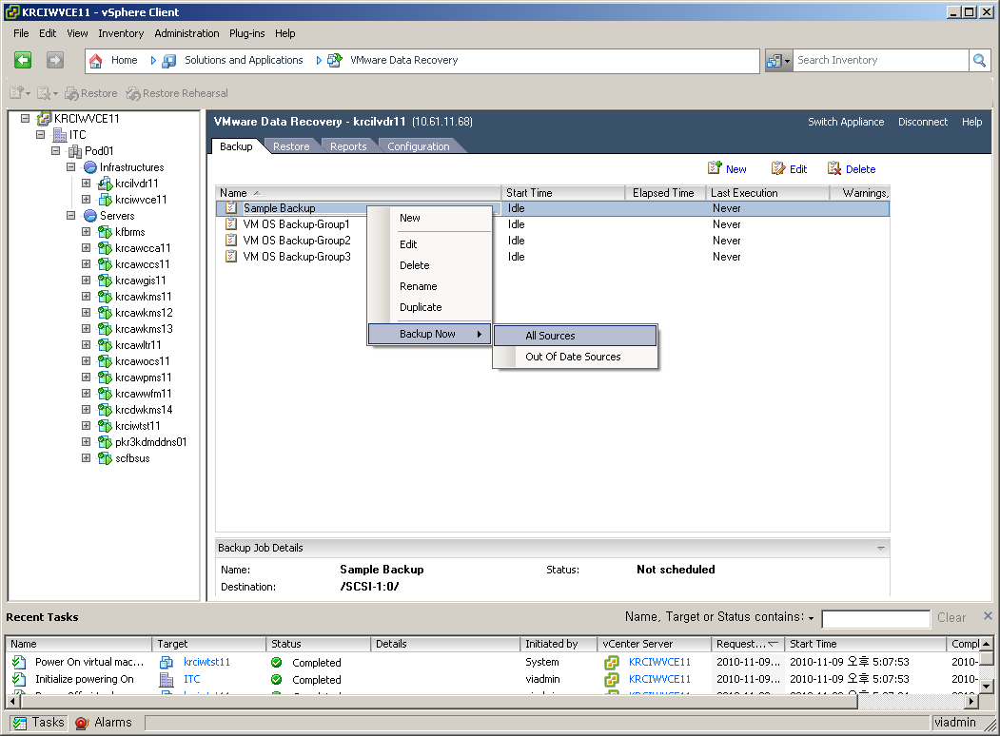 KRCIWVCE11 - vSphere Client
File Edit View Inventory Administration Plug-ins Help
Home Solutions and Applications VMware Data Recovery Search Inventory
Restore Restore Rehearsal
KRCIWVCE11
ITC
Pod01
Infrastructures
krcilvdr11
krciwvce11
Servers
kfbrms
krcawcca11
krcawccs11
krcawgis11
krcawkms11
krcawkms12
krcawkms13
krcawltr11
krcawocs11
krcawpms11
krcawwfm11
krcdwkms14
krciwtst11
pkr3kdmddns01
scfbsus
VMware Data Recovery - krcilvdr11 (10.61.11.68) Switch Appliance Disconnect Help
Backup Restore Reports Configuration
New Edit Delete
Name Start Time Elapsed Time Last Execution Warnings,
Sample Backup Idle Never
VM OS Backup-Group1 Idle Never
VM OS Backup-Group2 Idle Never
VM OS Backup-Group3 Idle Never
New
Edit
Delete
Rename
Duplicate
Backup Now
All Sources
Out Of Date Sources
Backup Job Details
Name: Sample Backup Status: Not scheduled
Destination: /SCSI-1:0/
Recent Tasks Name, Target or Status contains: Clear
Name Target Status Details Initiated by vCenter Server Request... Start Time Compl
Power On virtual mac... krciwtst11 Completed System KRCIWVCE11 2010-11-09... 2010-11-09 오후 5:07:53 2010-
Initialize powering On ITC Completed viadmin KRCIWVCE11 2010-11-09... 2010-11-09 오후 5:07:53 2010-
Tasks Alarms viadmin